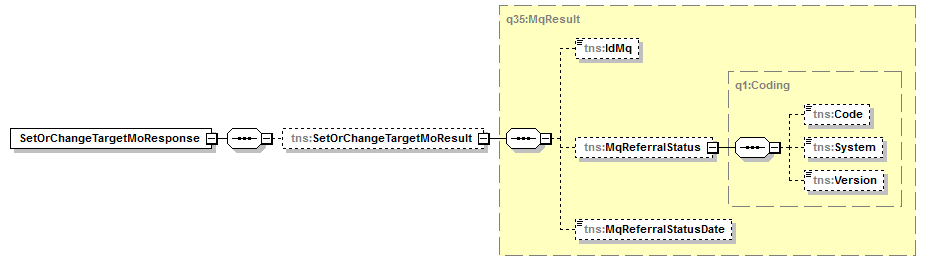 q35:MqResult
tns:IdMq
q1:Coding
tns:Code
SetOrChangeTargetMoResponse
tns:SetOrChangeTargetMoResult
tns:MqReferralStatus
tns:System
tns:Version
tns:MqReferralStatusDate